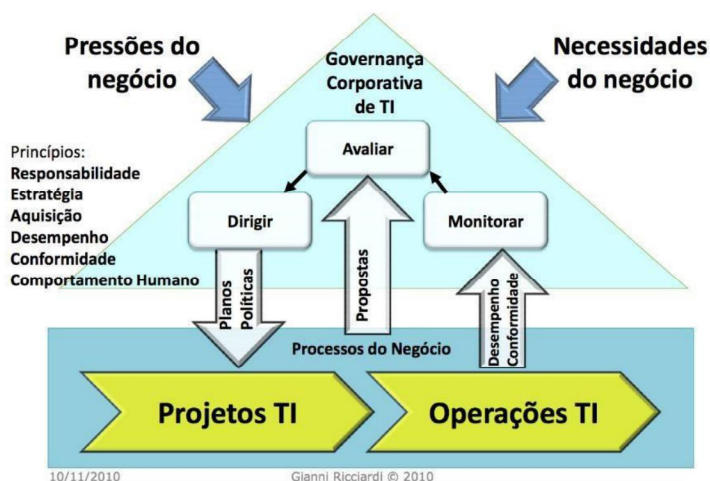 Pressões do
negócio
Governança
Corporativa
de TI
Necessidades
do negócio
Princípios:
Responsabilidade
Estratégia
Aquisição
Desempenho
Conformidade
Comportamento Humano
Avaliar
Dirigir
Monitorar
Planos
Políticas
Propostas
Desempenho
Conformidade
Processos do Negócio
Projetos TI
Operações TI
10/11/2010
Gianni Ricciardi © 2010